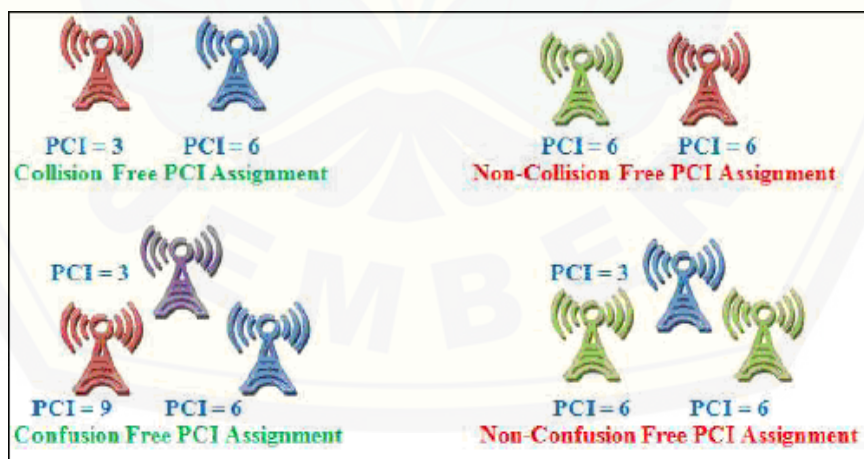 PCI = 3 PCI = 6
Collision Free PCI Assignment
PCI = 6 PCI = 6
Non-Collision Free PCI Assignment
PCI = 3
PCI = 9 PCI = 6
Confusion Free PCI Assignment
PCI = 3
PCI = 6 PCI = 6
Non-Confusion Free PCI Assignment
JEMBER